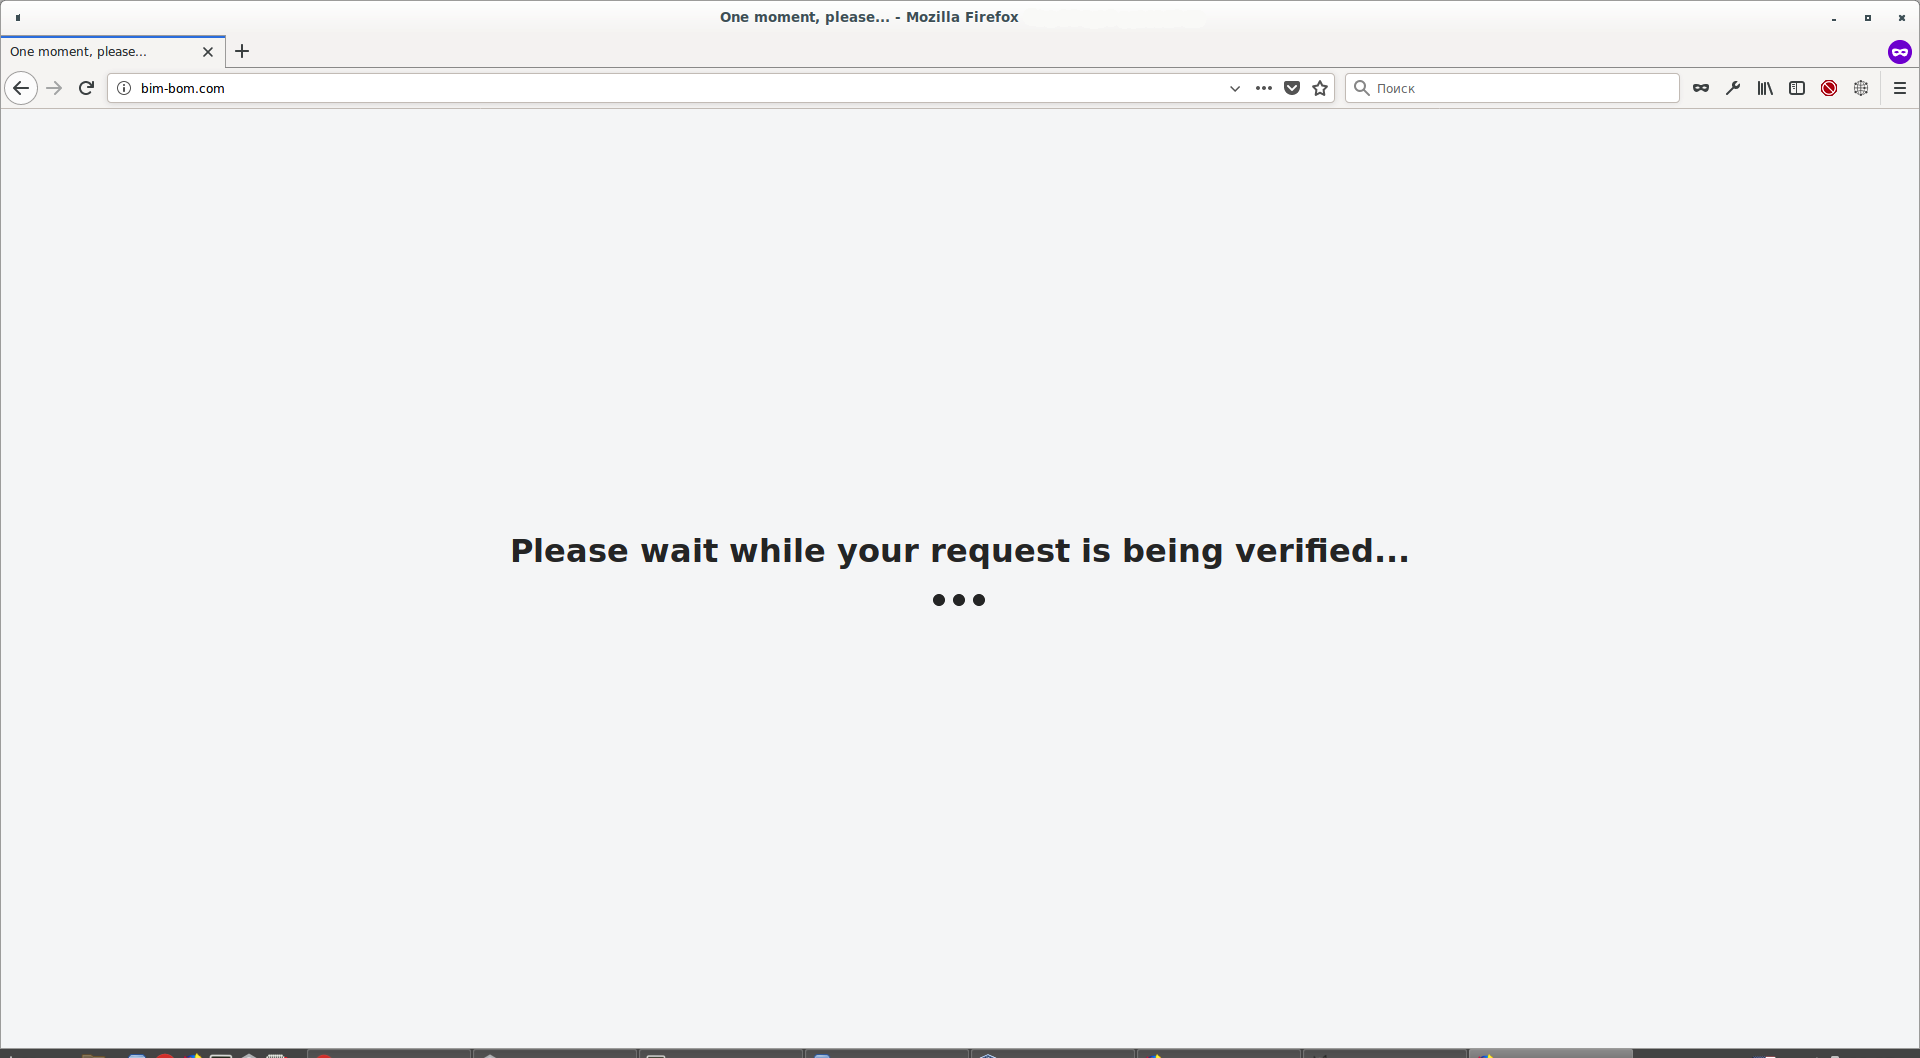 One moment, please... - Mozilla Firefox
One moment, please...
bim-bom.com
Поиск
Please wait while your request is being verified...